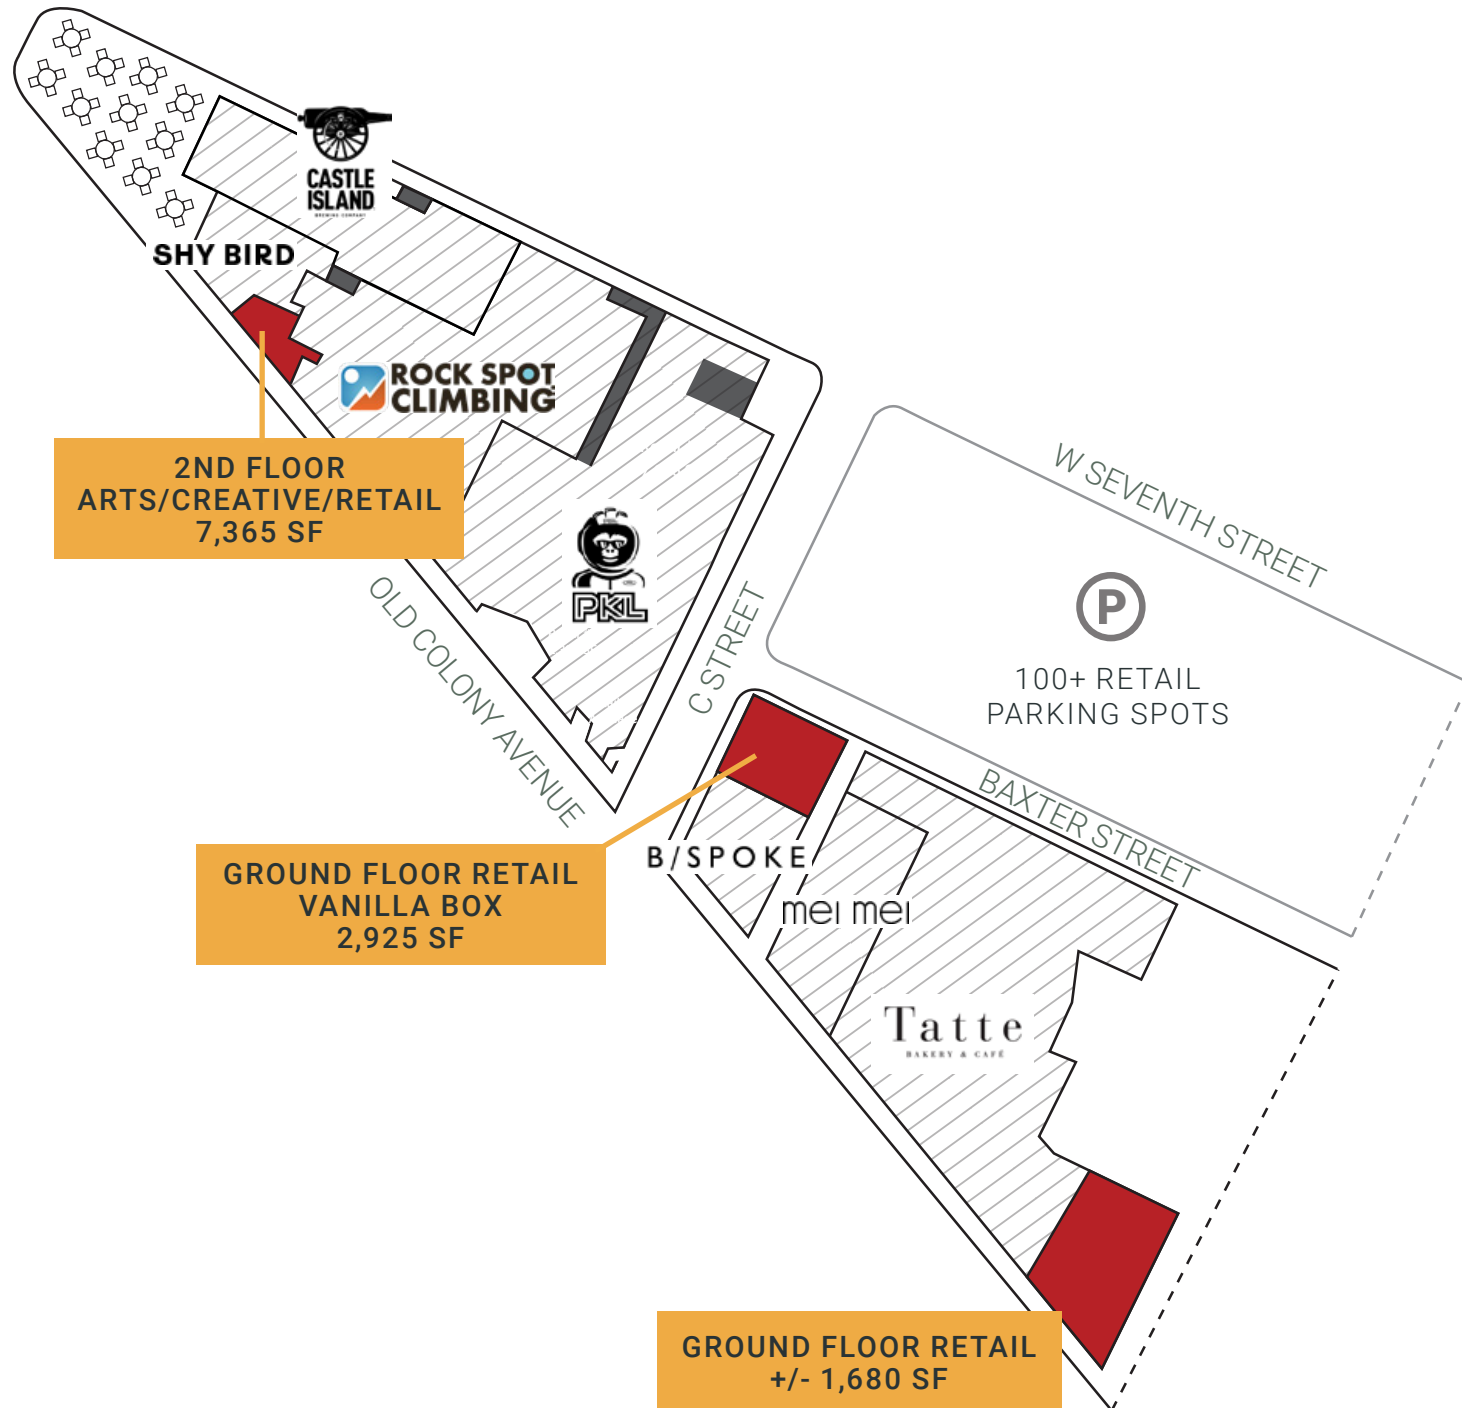 CASTLE
ISLAND
BREWING COMPANY
SHY BIRD
ROCK SPOT
CLIMBING
2ND FLOOR
ARTS/CREATIVE/RETAIL
7,365 SF
PKL
OLD COLONY AVENUE
C STREET
W SEVENTH STREET
P
100+ RETAIL
PARKING SPOTS
BAXTER STREET
GROUND FLOOR RETAIL
VANILLA BOX
2,925 SF
B/SPOKE
mei mei
Tatte
BAKERY & CAFÉ
GROUND FLOOR RETAIL
+/- 1,680 SF